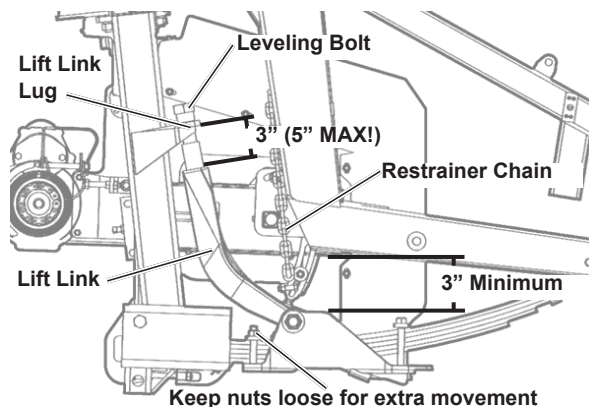 Leveling Bolt
Lift Link
Lug
3” (5” MAX!)
Restrainer Chain
Lift Link
3” Minimum
Keep nuts loose for extra movement